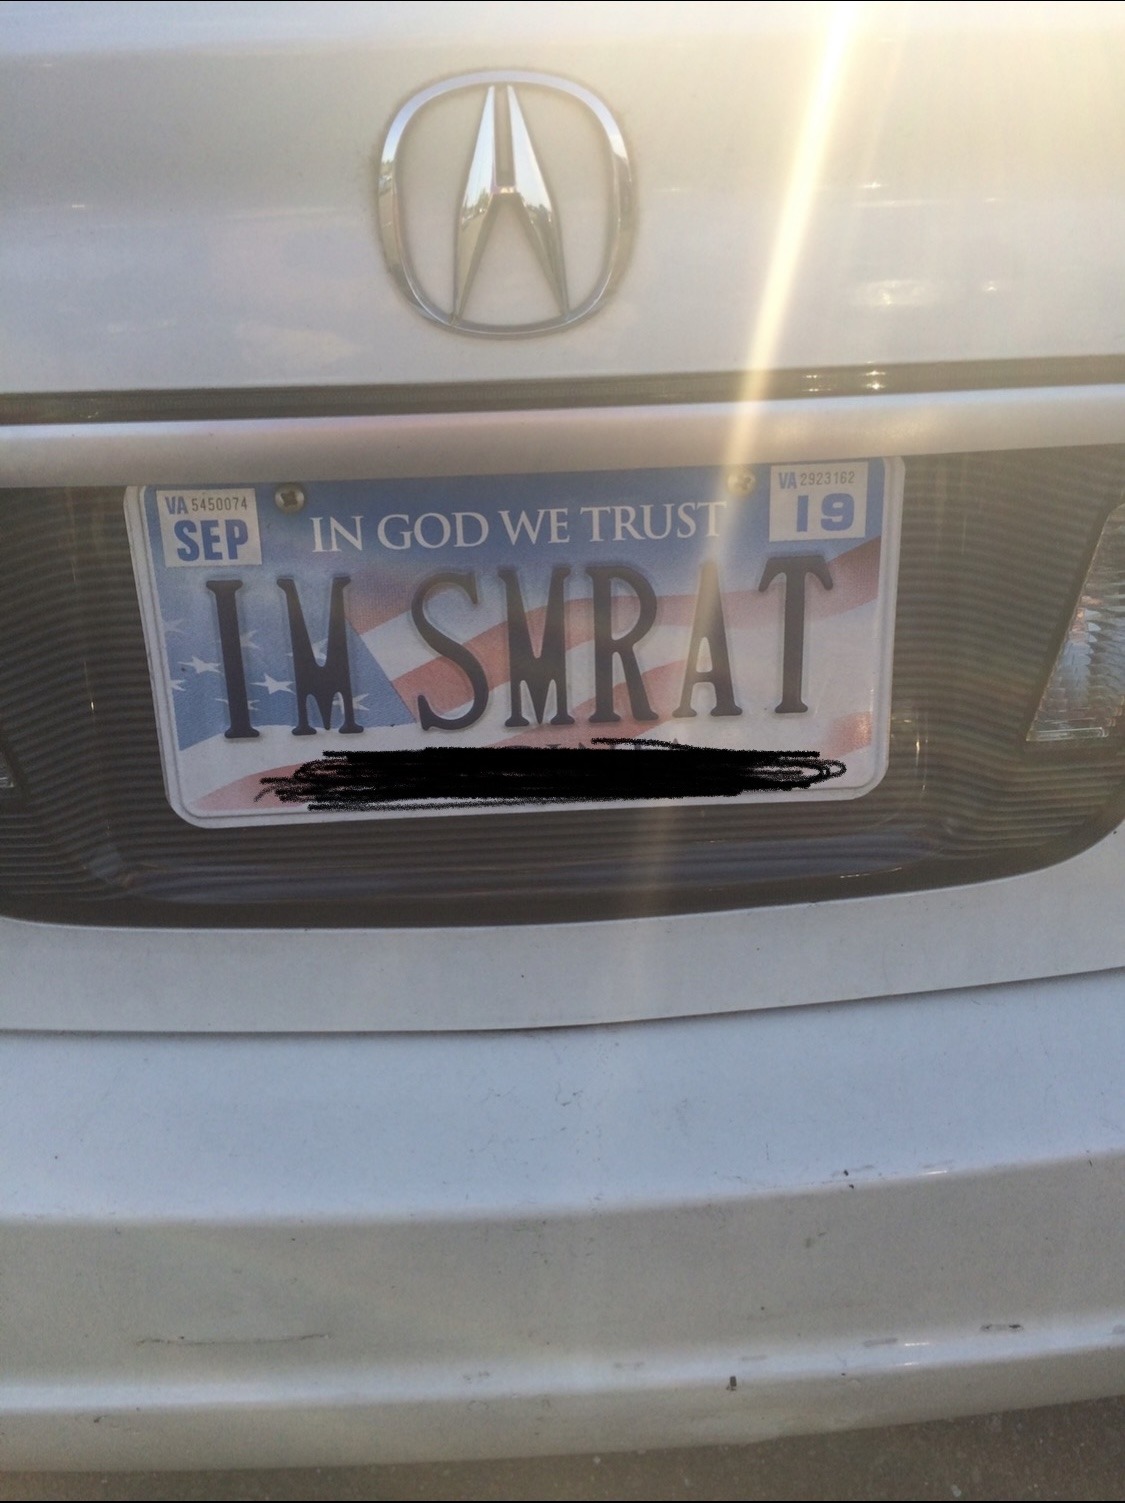 VA 5450074
SEP
IN GOD WE TRUST
VA 2923162
19
IM SMRAT